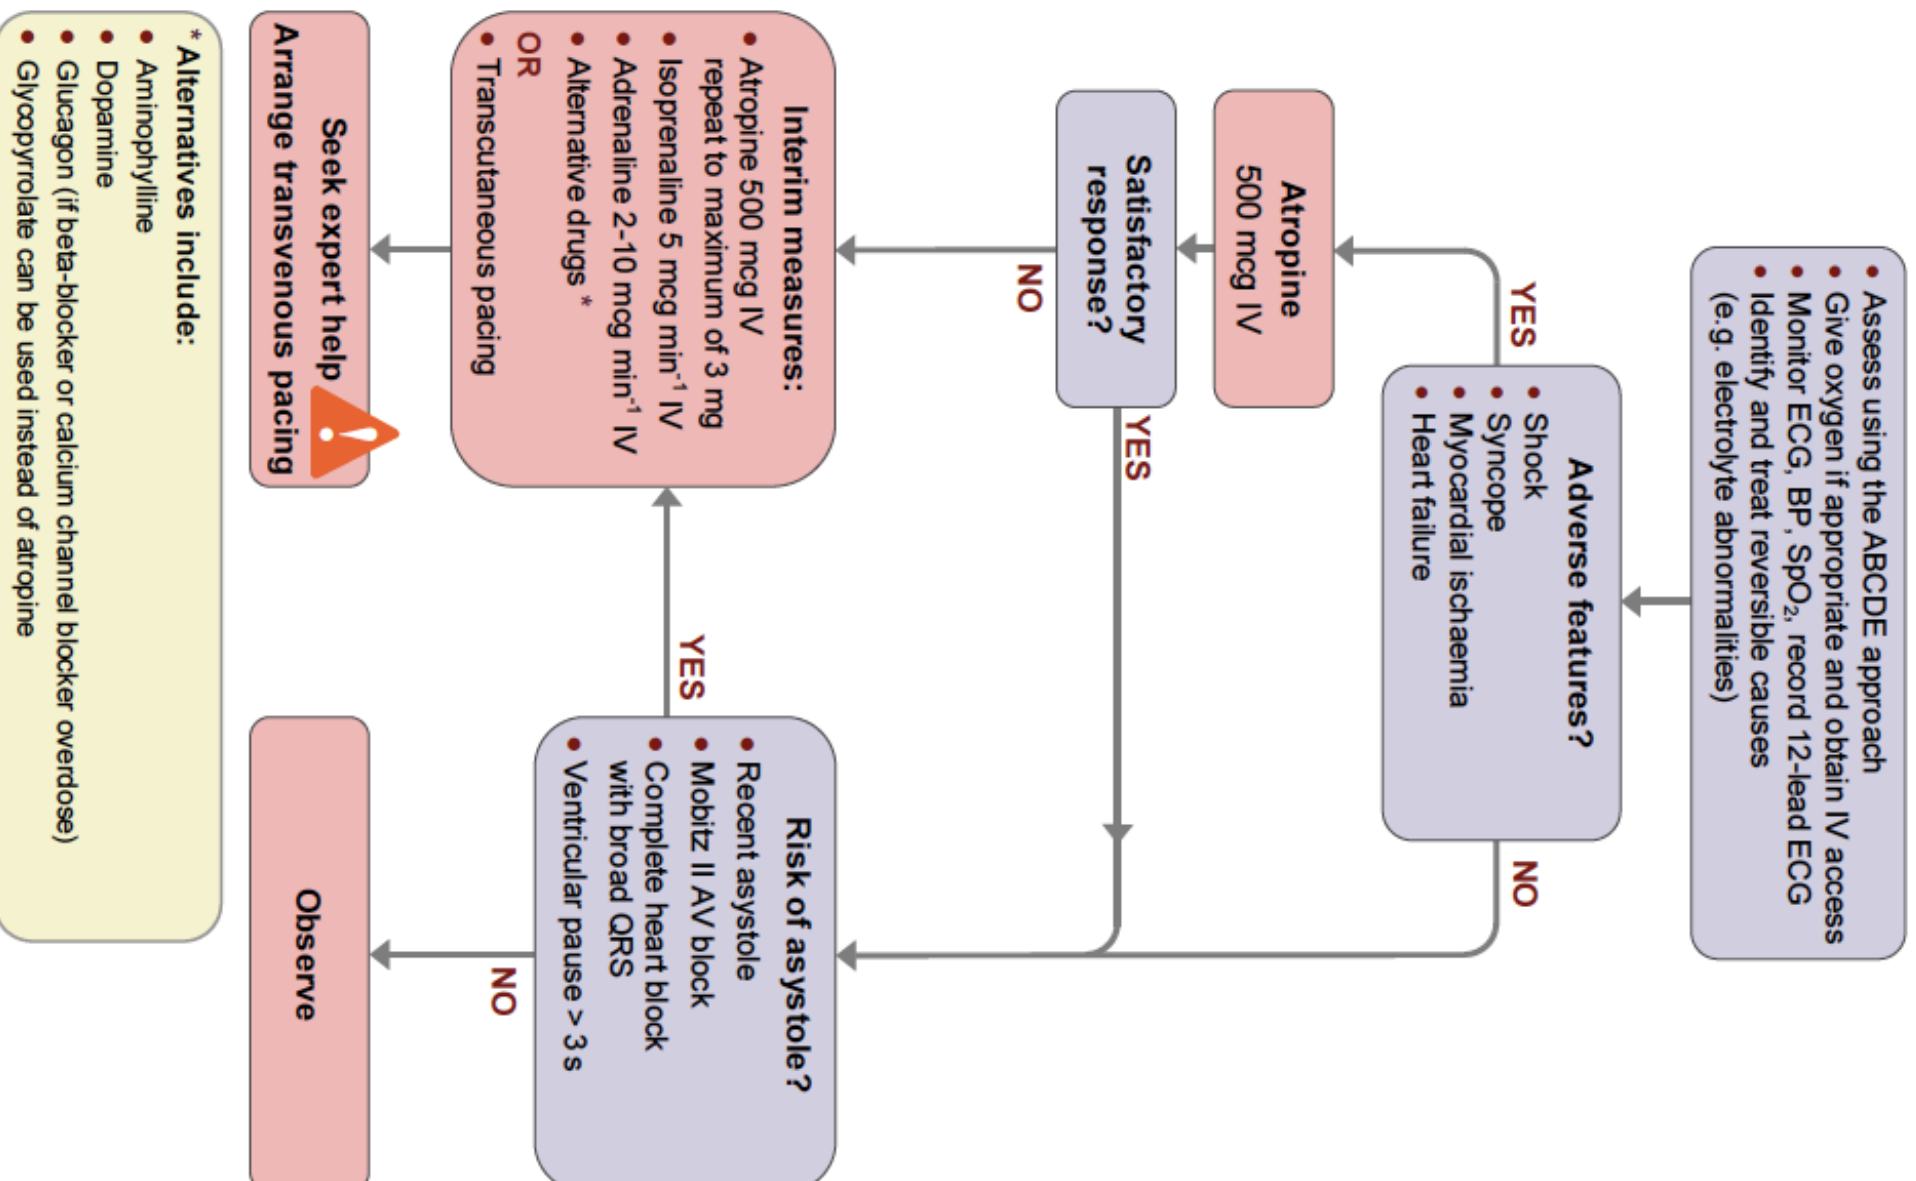 • Assess using the ABCDE approach
• Give oxygen if appropriate and obtain IV access
• Monitor ECG, BP, SpO₂, record 12-lead ECG
• Identify and treat reversible causes
(e.g. electrolyte abnormalities)
Adverse features?
• Shock
• Syncope
• Myocardial ischaemia
• Heart failure
YES
NO
Atropine
500 mcg IV
Satisfactory
response?
YES
NO
Interim measures:
• Atropine 500 mcg IV
repeat to maximum of 3 mg
• Isoprenaline 5 mcg min⁻¹ IV
• Adrenaline 2-10 mcg min⁻¹ IV
• Alternative drugs *
OR
• Transcutaneous pacing
YES
Risk of asystole?
• Recent asystole
• Mobitz II AV block
• Complete heart block
with broad QRS
• Ventricular pause > 3 s
NO
Seek expert help
Arrange transvenous pacing
!
Observe
* Alternatives include:
• Aminophylline
• Dopamine
• Glucagon (if beta-blocker or calcium channel blocker overdose)
• Glycopyrrolate can be used instead of atropine